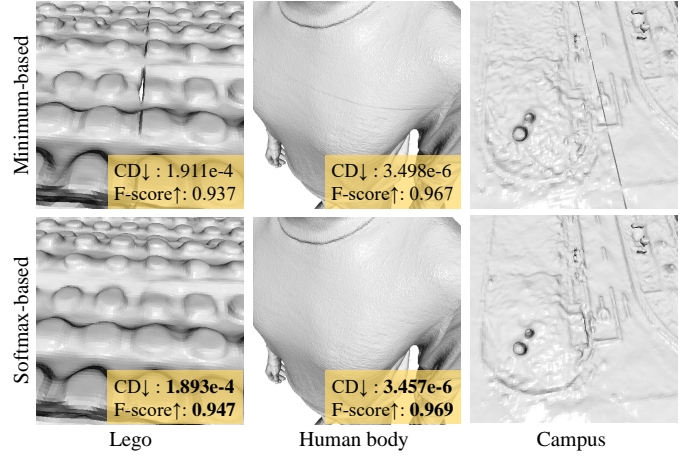 Minimum-based
CD↓ : 1.911e-4
F-score↑: 0.937
CD↓ : 3.498e-6
F-score↑: 0.967
Softmax-based
CD↓ : 1.893e-4
F-score↑: 0.947
CD↓ : 3.457e-6
F-score↑: 0.969
Lego
Human body
Campus